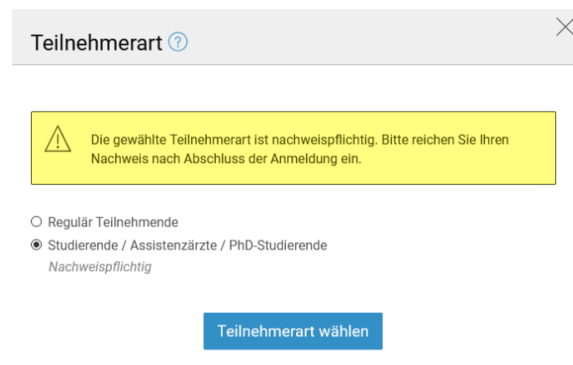 Teilnehmerart ?
Die gewählte Teilnehmerart ist nachweispflichtig. Bitte reichen Sie Ihren
Nachweis nach Abschluss der Anmeldung ein.
Regulär Teilnehmende
Studierende / Assistenzärzte / PhD-Studierende
Nachweispflichtig
Teilnehmerart wählen